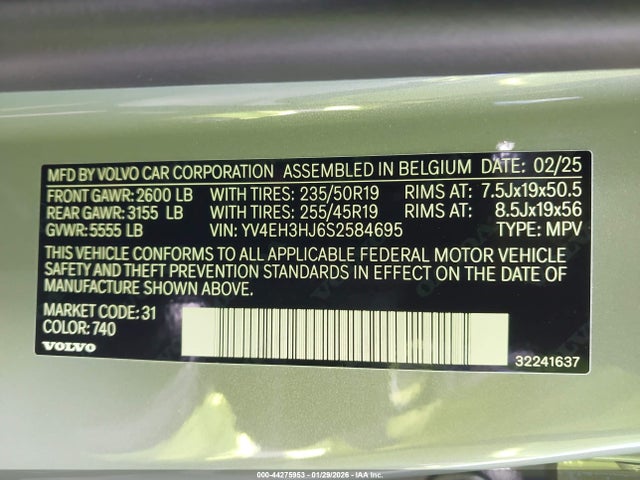 MFD BY VOLVO CAR CORPORATION ASSEMBLED IN BELGIUM DATE: 02/25
FRONT GAWR: 2600 LB WITH TIRES: 235/50R19 RIMS AT: 7.5Jx19x50.5
REAR GAWR: 3155 LB WITH TIRES: 255/45R19 RIMS AT: 8.5Jx19x56
GVWR: 5555 LB VIN: YV4EH3HJ6S2584695 TYPE: MPV
THIS VEHICLE CONFORMS TO ALL APPLICABLE FEDERAL MOTOR VEHICLE
SAFETY AND THEFT PREVENTION STANDARDS IN EFFECT ON THE DATE OF
MANUFACTURE SHOWN ABOVE.
MARKET CODE: 31
COLOR: 740
VOLVO
32241637
000-44275953 - 01/29/2026 - IAA Inc.